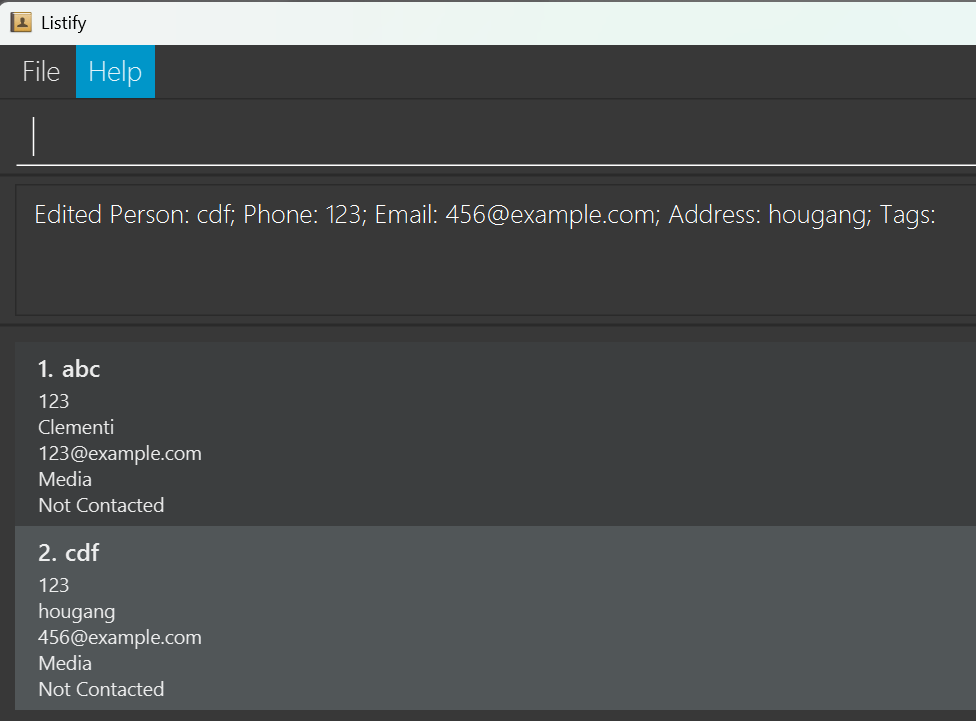 Listify
File Help
Edited Person: cdf; Phone: 123; Email: 456@example.com; Address: hougang; Tags:
1. abc
123
Clementi
123@example.com
Media
Not Contacted
2. cdf
123
hougang
456@example.com
Media
Not Contacted